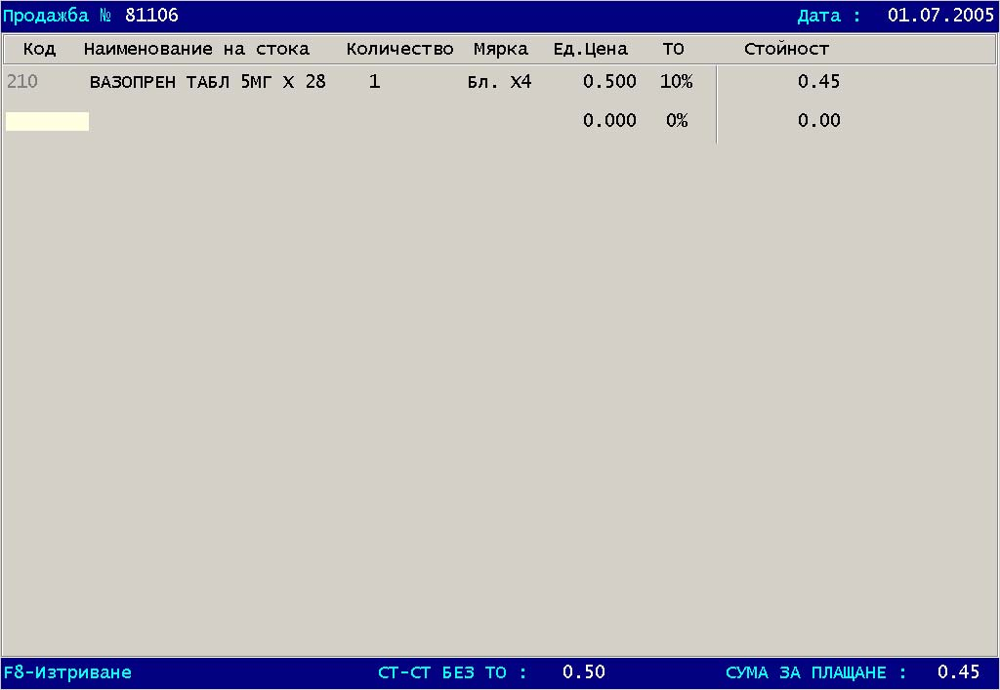 Продажба № 81106 Дата : 01.07.2005
Код Наименование на стока Количество Мярка Ед.Цена ТО Стойност
210 ВАЗОПРЕН ТАБЛ 5МГ Х 28 1 Бл. Х4 0.500 10% 0.45
0.000 0% 0.00
F8-Изтриване СТ-СТ БЕЗ ТО : 0.50 СУМА ЗА ПЛАЩАНЕ : 0.45